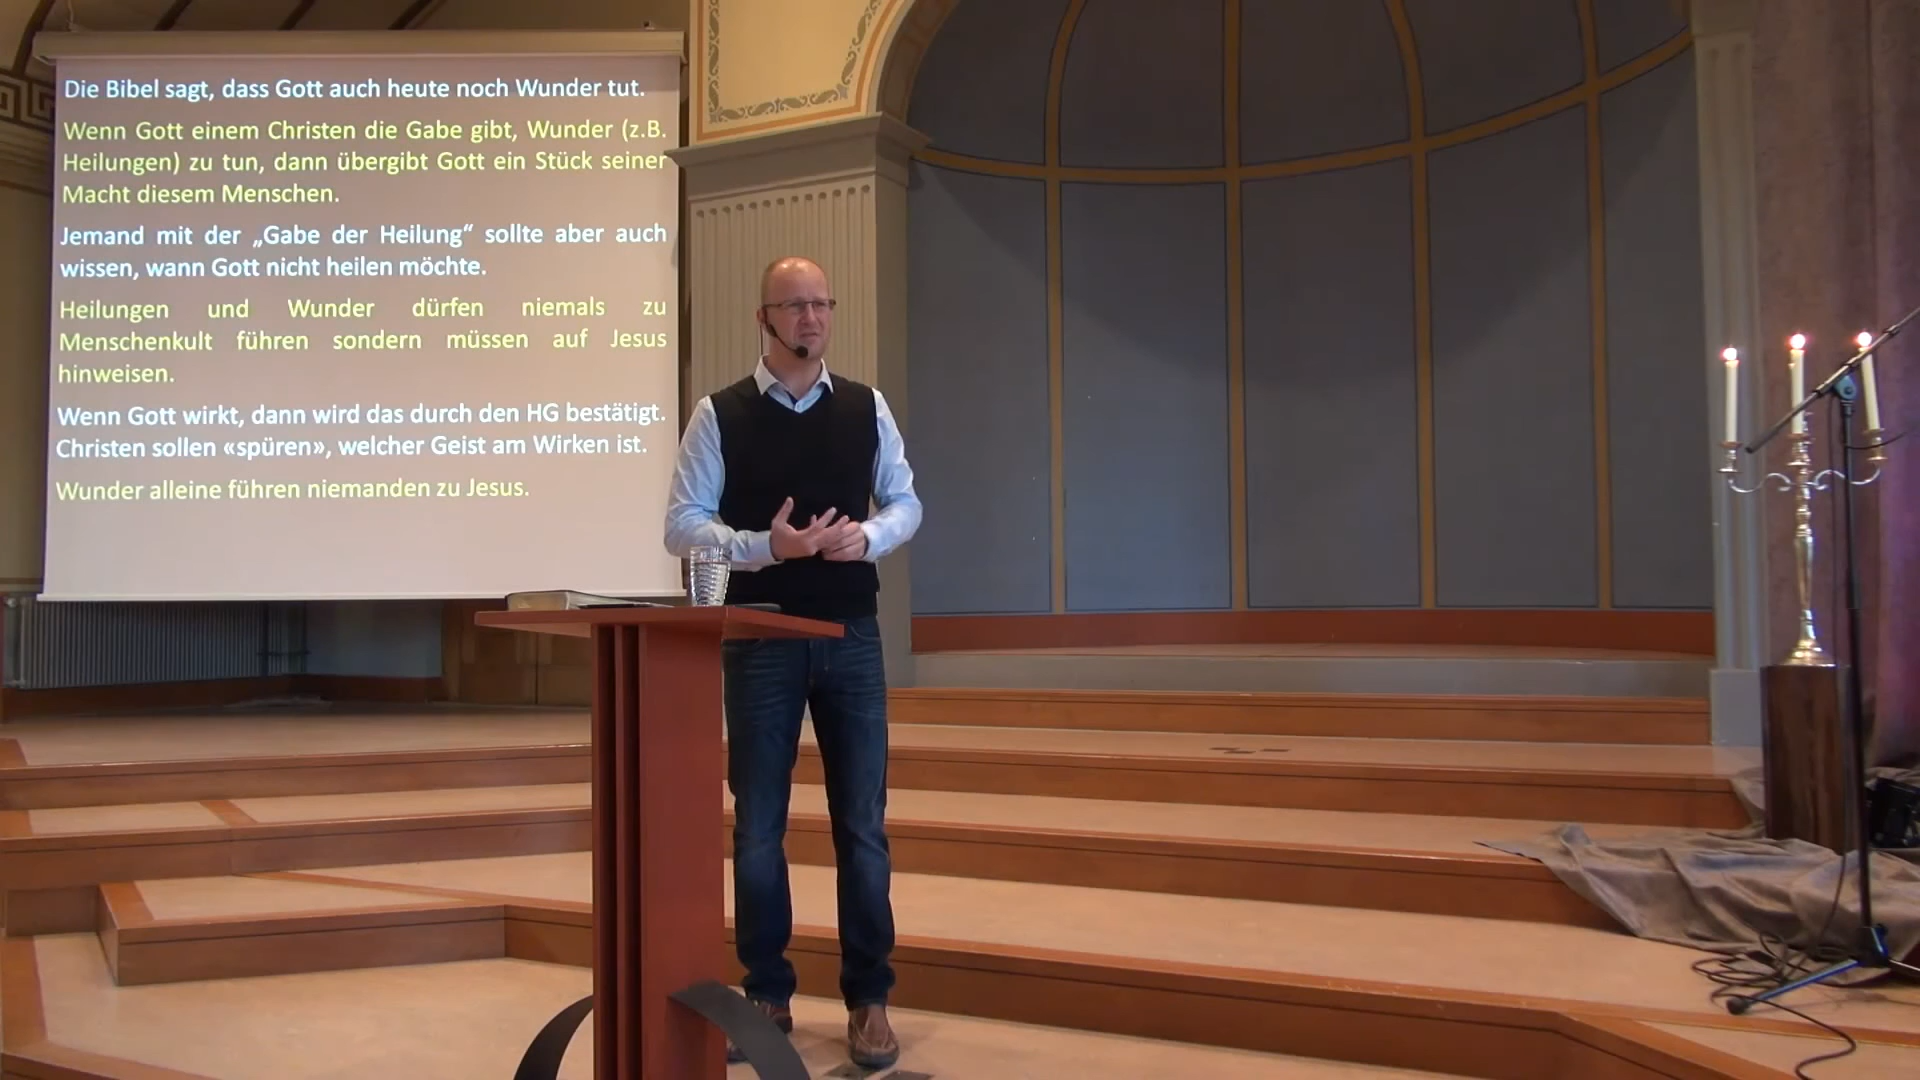 Die Bibel sagt, dass Gott auch heute noch Wunder tut.
Wenn Gott einem Christen die Gabe gibt, Wunder (z.B.
Heilungen) zu tun, dann übergibt Gott ein Stück seiner
Macht diesem Menschen.
Jemand mit der „Gabe der Heilung“ sollte aber auch
wissen, wann Gott nicht heilen möchte.
Heilungen und Wunder dürfen niemals zu
Menschenkult führen sondern müssen auf Jesus
hinweisen.
Wenn Gott wirkt, dann wird das durch den HG bestätigt.
Christen sollen «spüren», welcher Geist am Wirken ist.
Wunder alleine führen niemanden zu Jesus.